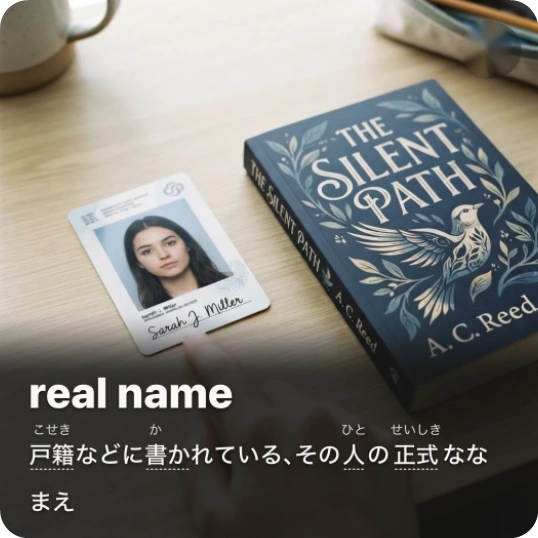 THE
SILENT
PATH
A. C. Reed
THE SILENT PATH
A. C. Reed
Sarah J. Miller
Sarah J Miller
real name
こせき か ひと せいしき
戸籍などに書かれている、その人の正式なな
まえ